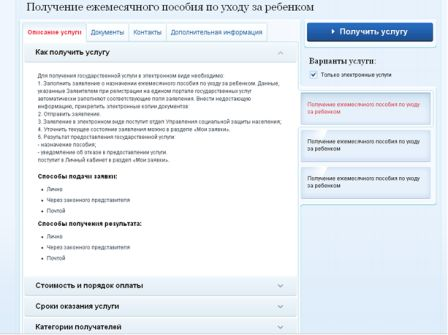 Получение ежемесячного пособия по уходу за ребенком
Описание услуги
Документы
Контакты
Дополнительная информация
Как получить услугу
Для получения государственной услуги в электронном виде необходимо:
1. Заполнить заявление о назначении ежемесячного пособия по уходу за ребенком. Данные,
указанные Заявителем при регистрации на едином портале государственных услуг
автоматически заполняют соответствующие поля заявления. Внести недостающую
информацию, прикрепить электронные копии документов
2. Отправить заявление.
3. Заявление в электронном виде поступит отдел Управления социальной защиты населения;
4. Уточнить текущее состояние заявления можно в разделе «Мои заявки».
5. Результат предоставления государственной услуги:
- назначение пособия;
- уведомление об отказе в предоставлении услуги.
поступит в Личный кабинет в раздел «Мои заявки».
Способы подачи заявки:
Лично
Через законного представителя
Почтой
Способы получения результата:
Лично
Через законного представителя
Почтой
Стоимость и порядок оплаты
Сроки оказания услуги
Категории получателей
Получить услугу
Варианты услуги:
Только электронные услуги
Получение ежемесячного пособия по уходу
за ребенком
Получение ежемесячного пособия по уходу
за ребенком
Получение ежемесячного пособия по уходу
за ребенком